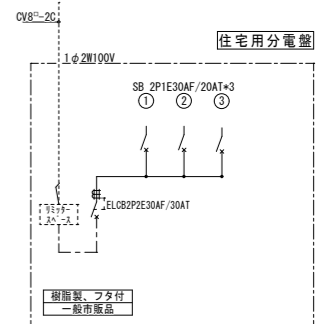 CV8□-2C
住宅用分電盤
1φ2W100V
SB 2P1E30AF/20AT*3
① ② ③
ELCB2P2E30AF/30AT
リミッター
スペース
樹脂製、フタ付
一般市販品